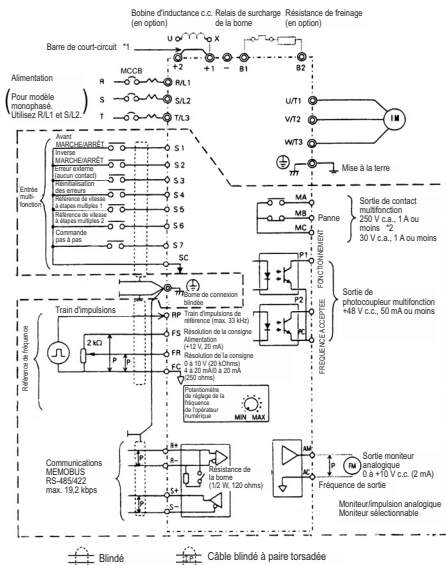 Bobine d'inductance c.c.
(en option)
Relais de surcharge
de la borne
Résistance de freinage
(en option)
U
X
Barre de court-circuit *1
+2
+1
−
B1
B2
Alimentation
MCCB
R
R/L1
U/T1
Pour modèle
monophasé.
Utilisez R/L1 et S/L2.
S
S/L2
V/T2
IM
T
T/L3
W/T3
Mise à la terre
Avant
MARCHE/ARRÊT
S 1
Inverse
MARCHE/ARRÊT
S 2
Erreur externe
(aucun contact)
S 3
Entrée
multi-
fonction
Réinitialisation
des erreurs
S 4
Référence de vitesse
à étapes multiples 1
S 5
Référence de vitesse
à étapes multiples 2
S 6
Commande
pas à pas
S 7
SC
MA
MB
MC
Panne
Sortie de contact
multifonction
250 V c.a., 1 A ou
moins *2
30 V c.a., 1 A ou moins
P1
FONCTIONNEMENT
P2
PC
FREQUENCE ACCEPTEE
Sortie de
photocoupleur multifonction
+48 V c.c., 50 mA ou moins
Borne de connexion
blindée
Référence de fréquence
Train d'impulsions
RP
Train d'impulsions de
référence (max. 33 kHz)
2 kΩ
FS
Résolution de la consigne
Alimentation
(+12 V, 20 mA)
P
P
FR
Résolution de la consigne
0 à 10 V (20 kOhms)
FC
4 à 20 mA/0 à 20 mA
(250 ohms)
Potentiomètre
de réglage de la
fréquence
de l'opérateur
numérique
MIN MAX
Communications
MEMOBUS
RS-485/422
max. 19,2 kbps
P
P
R+
R−
S+
S−
Résistance de
la borne
(1/2 W, 120 ohms)
AM
AC
P
FM
Sortie moniteur
analogique
0 à +10 V c.c. (2 mA)
Fréquence de sortie
Moniteur/impulsion analogique
Moniteur sélectionnable
Blindé
P
Câble blindé à paire torsadée